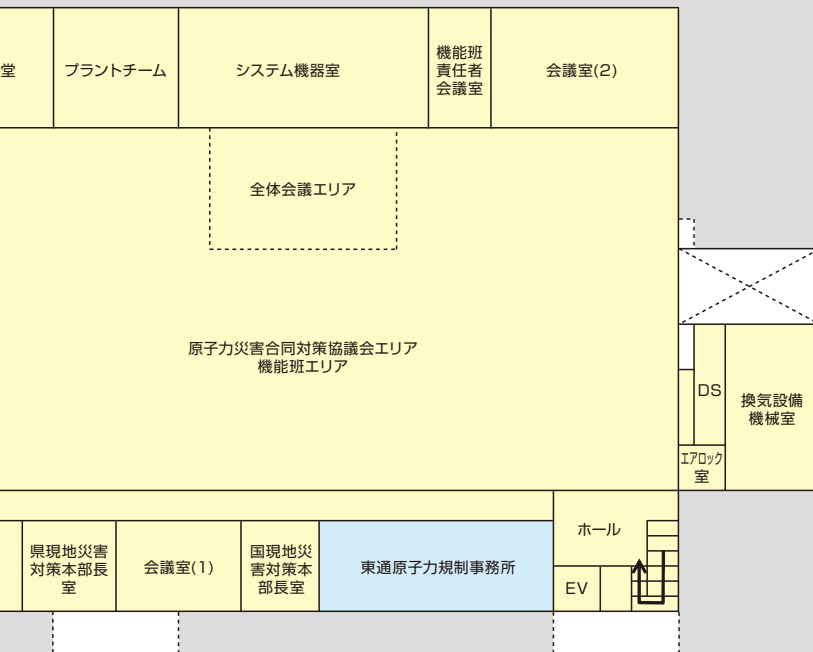 堂
プラントチーム
システム機器室
機能班
責任者
会議室
会議室(2)
全体会議エリア
原子力災害合同対策協議会エリア
機能班エリア
DS
換気設備
機械室
エアロック
室
ホール
県現地災害
対策本部長
室
会議室(1)
国現地災
害対策本
部長室
東通原子力規制事務所
EV